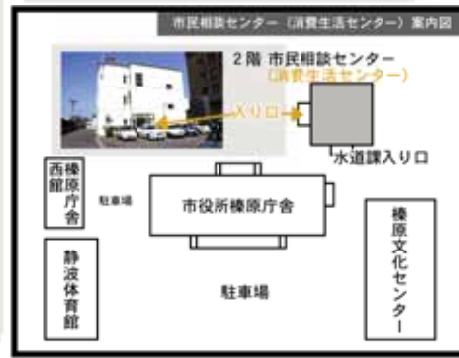 市民相談センター（消費生活センター）案内図
2階 市民相談センター
（消費生活センター）
入り口
水道課入り口
榛原庁舎
西館
駐車場
市役所榛原庁舎
静波体育館
駐車場
榛原文化センター